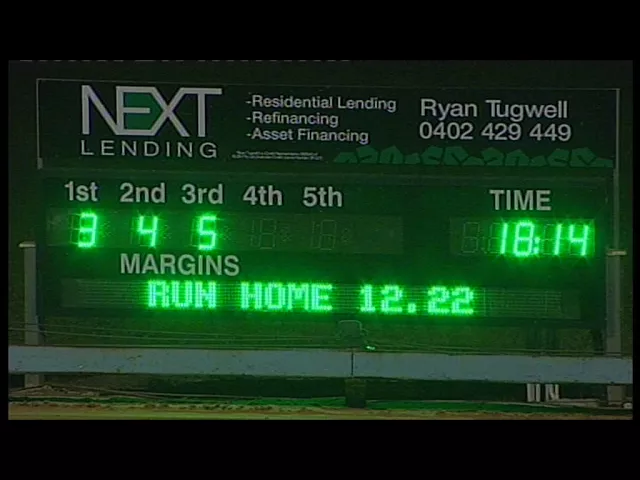 NEXT
LENDING
-Residential Lending
-Refinancing
-Asset Financing
Ryan Tugwell
0402 429 449
1st 2nd 3rd 4th 5th TIME
3 4 5 18:14
MARGINS
RUN HOME 12.22